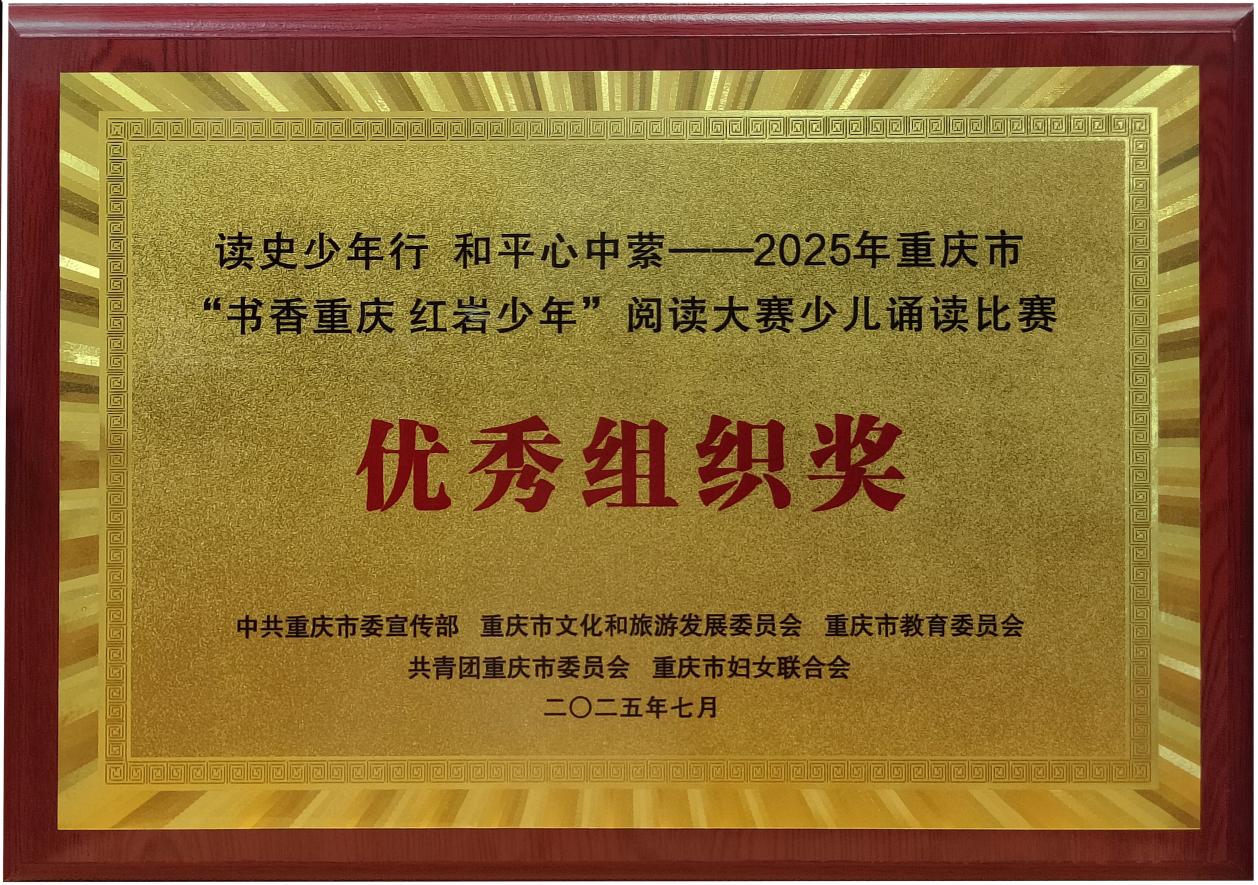 读史少年行 和平心中萦——2025年重庆市
“书香重庆 红岩少年”阅读大赛少儿诵读比赛
优秀组织奖
中共重庆市委宣传部 重庆市文化和旅游发展委员会 重庆市教育委员会
共青团重庆市委员会 重庆市妇女联合会
二〇二五年七月